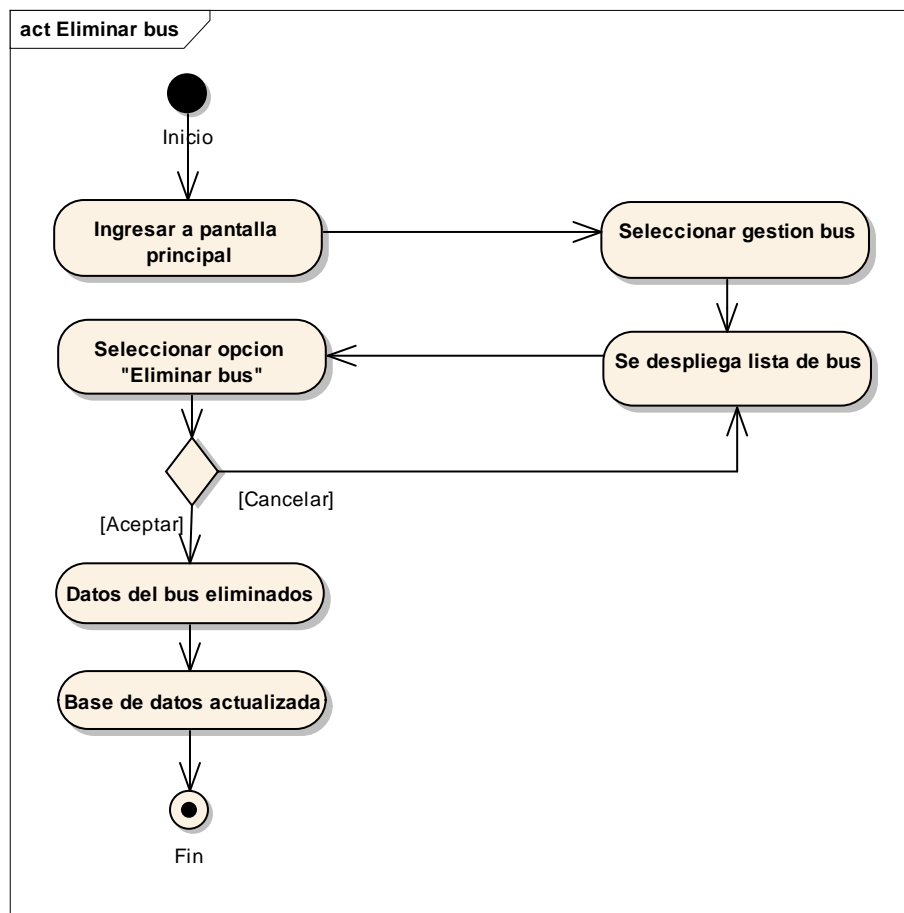 act Eliminar bus
Inicio
Ingresar a pantalla
principal
Seleccionar gestion bus
Se despliega lista de bus
Seleccionar opcion
"Eliminar bus"
[Cancelar]
[Aceptar]
Datos del bus eliminados
Base de datos actualizada
Fin